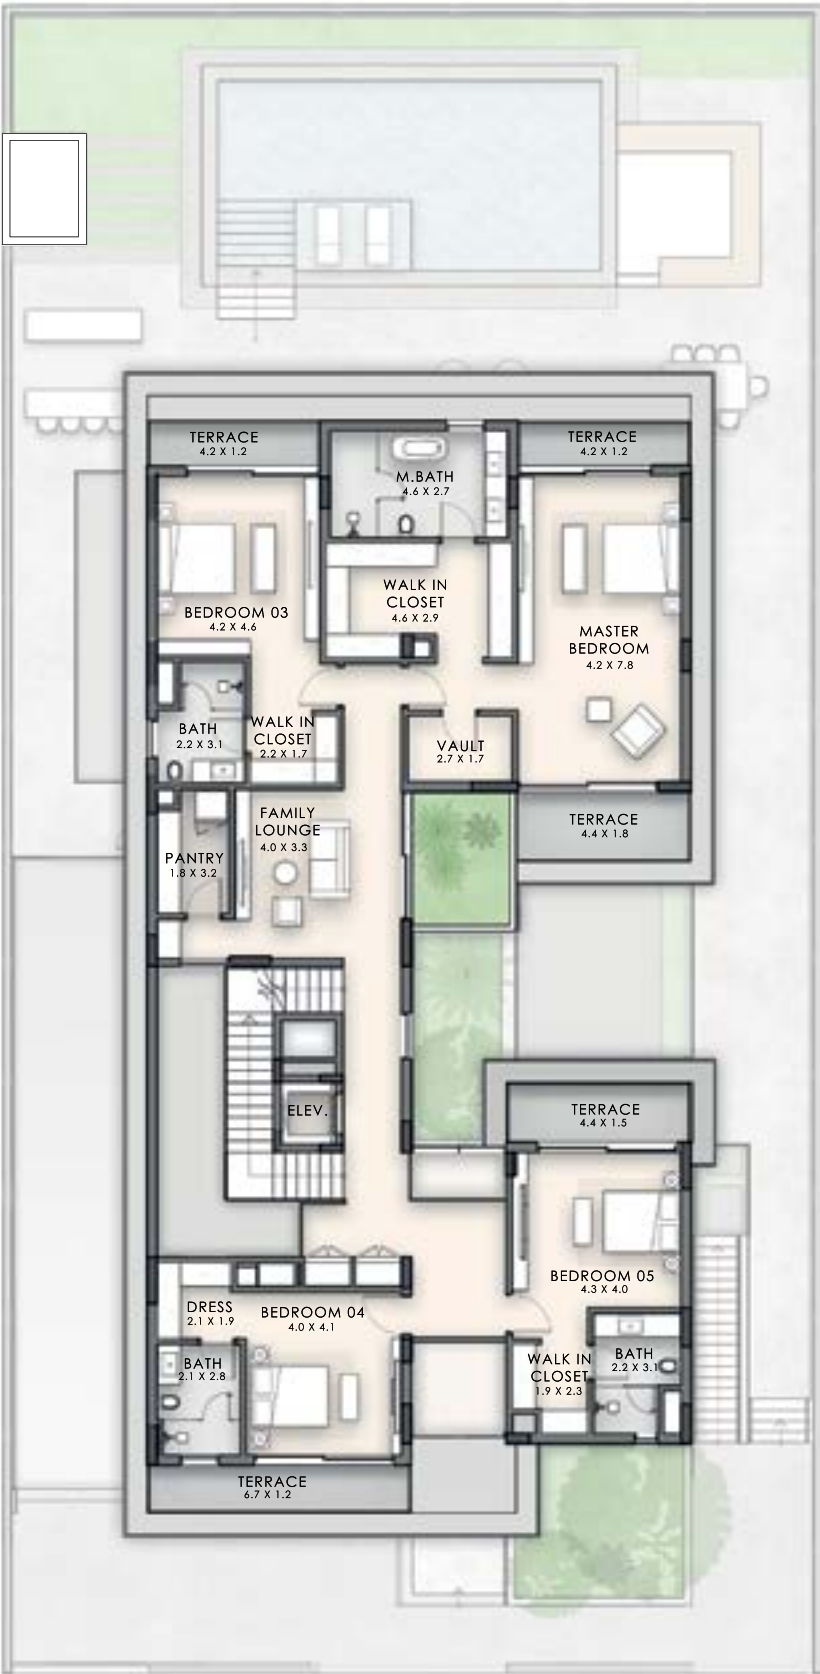 TERRACE
4.2 X 1.2
TERRACE
4.2 X 1.2
M.BATH
4.6 X 2.7
WALK IN
CLOSET
4.6 X 2.9
BEDROOM 03
4.2 X 4.6
MASTER
BEDROOM
4.2 X 7.8
BATH
2.2 X 3.1
WALK IN
CLOSET
2.2 X 1.7
VAULT
2.7 X 1.7
FAMILY
LOUNGE
4.0 X 3.3
TERRACE
4.4 X 1.8
PANTRY
1.8 X 3.2
ELEV.
TERRACE
4.4 X 1.5
BEDROOM 05
4.3 X 4.0
DRESS
2.1 X 1.9
BEDROOM 04
4.0 X 4.1
BATH
2.1 X 2.8
WALK IN
CLOSET
1.9 X 2.3
BATH
2.2 X 3.1
TERRACE
6.7 X 1.2